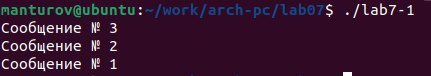 manturov@ubuntu:~/work/arch-pc/lab07$ ./lab7-1
Сообщение № 3
Сообщение № 2
Сообщение № 1